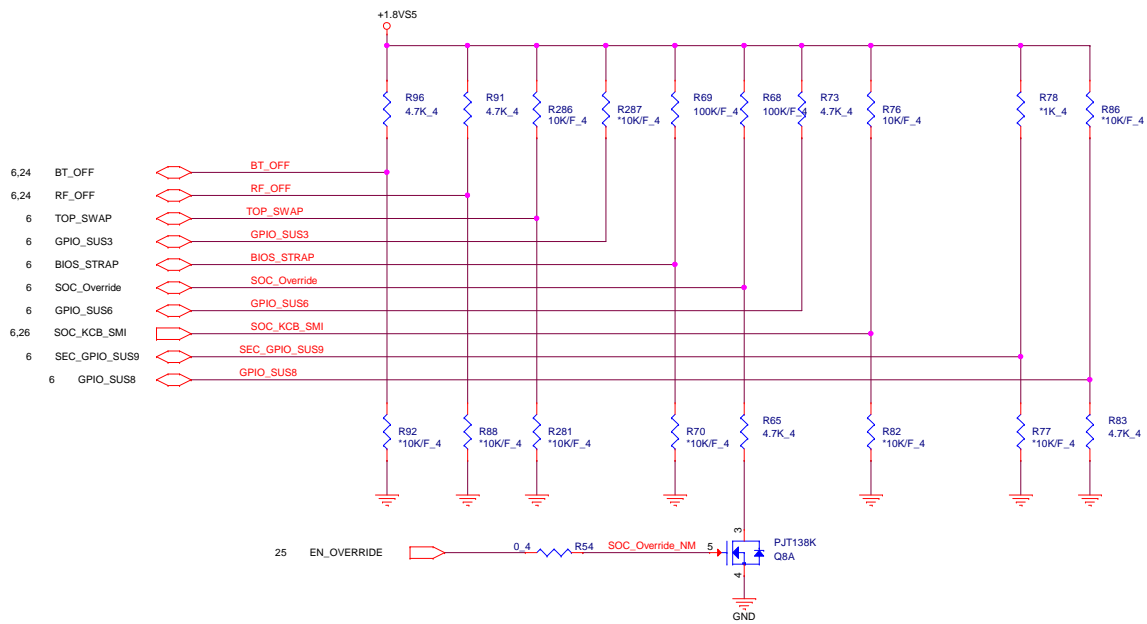 +1.8VS5
R96
4.7K_4
R91
4.7K_4
R286
10K/F_4
R287
*10K/F_4
R69
100K/F_4
R68
100K/F_4
R73
4.7K_4
R76
10K/F_4
R78
*1K_4
R86
*10K/F_4
6,24 BT_OFF BT_OFF
6,24 RF_OFF RF_OFF
6 TOP_SWAP TOP_SWAP
6 GPIO_SUS3 GPIO_SUS3
6 BIOS_STRAP BIOS_STRAP
6 SOC_Override SOC_Override
6 GPIO_SUS6 GPIO_SUS6
6,26 SOC_KCB_SMI SOC_KCB_SMI
6 SEC_GPIO_SUS9 SEC_GPIO_SUS9
6 GPIO_SUS8 GPIO_SUS8
R92
*10K/F_4
R88
*10K/F_4
R281
*10K/F_4
R70
*10K/F_4
R65
4.7K_4
R82
*10K/F_4
R77
*10K/F_4
R83
4.7K_4
25 EN_OVERRIDE 0_4 R54 SOC_Override_NM 5
3
4
PJT138K
Q8A
GND